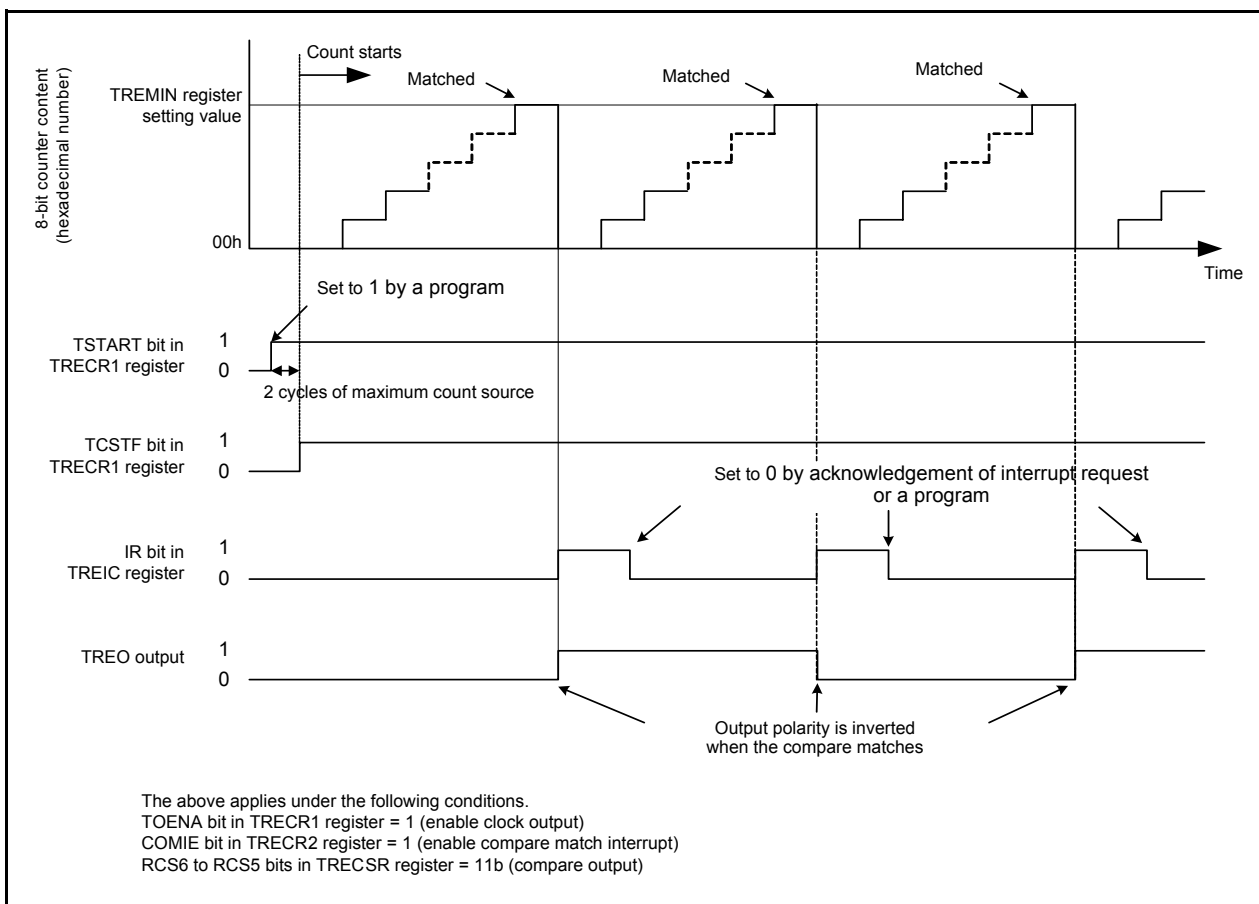 Count starts
Matched
Matched
Matched
8-bit counter content
(hexadecimal number)
TREMIN register
setting value
00h
Time
Set to 1 by a program
TSTART bit in
TRECR1 register
1
0
2 cycles of maximum count source
TCSTF bit in
TRECR1 register
1
0
Set to 0 by acknowledgement of interrupt request
or a program
IR bit in
TREIC register
1
0
TREO output
1
0
Output polarity is inverted
when the compare matches
The above applies under the following conditions.
TOENA bit in TRECR1 register = 1 (enable clock output)
COMIE bit in TRECR2 register = 1 (enable compare match interrupt)
RCS6 to RCS5 bits in TRECSR register = 11b (compare output)